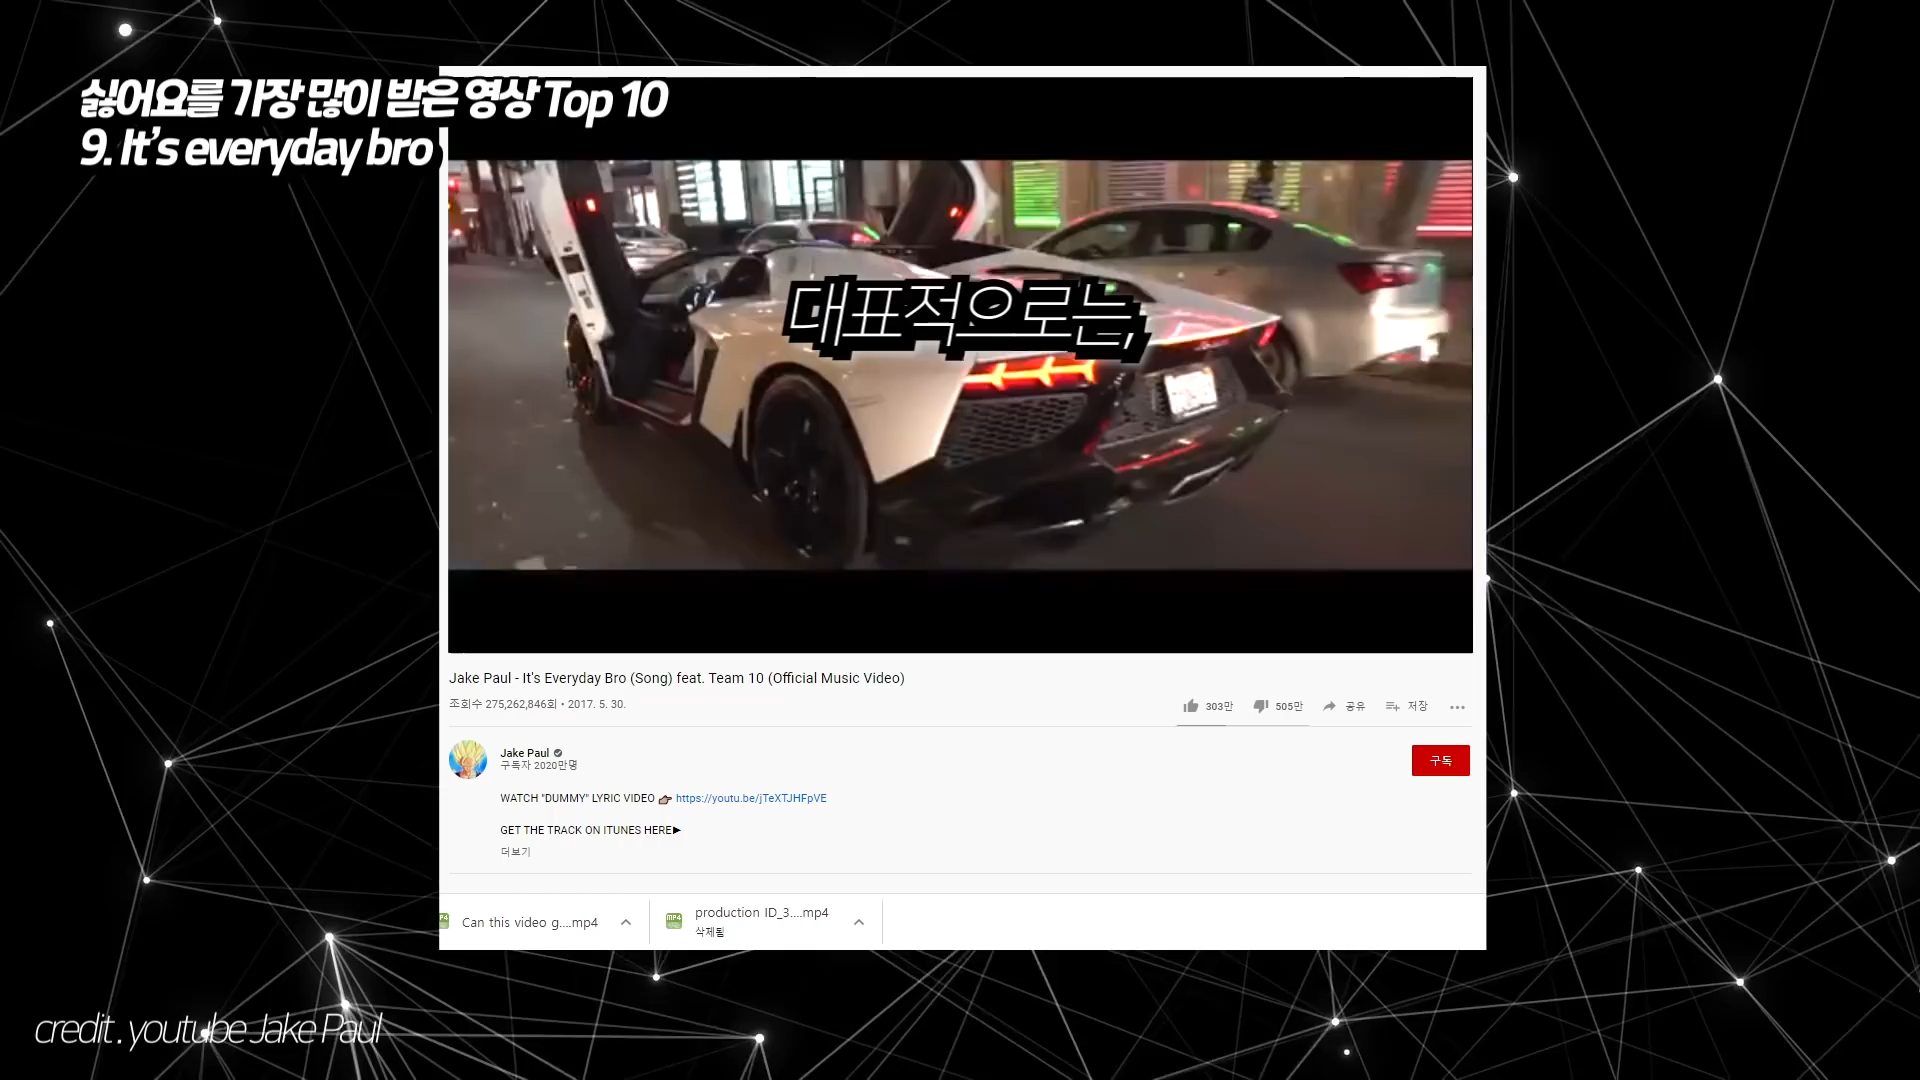 싫어요를 가장 많이 받은 영상 Top 10
9. It's everyday bro
대표적으로는,
Jake Paul - It's Everyday Bro (Song) feat. Team 10 (Official Music Video)
조회수 275,262,846회 • 2017. 5. 30.
303만 505만 공유 저장
Jake Paul
구독자 2020만명
구독
WATCH "DUMMY" LYRIC VIDEO 👉 https://youtu.be/jTeXTJHFpVE
GET THE TRACK ON ITUNES HERE►
더보기
Can this video g....mp4
production ID_3....mp4
삭제됨
credit . youtube Jake Paul